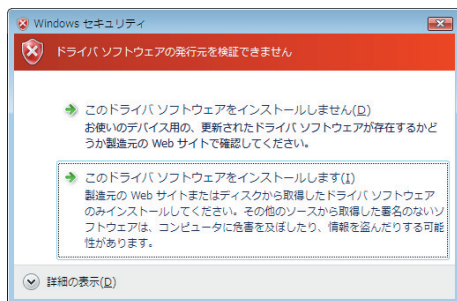 Windows セキュリティ
ドライバ ソフトウェアの発行元を検証できません
このドライバ ソフトウェアをインストールしません(D)
お使いのデバイス用の、更新されたドライバ ソフトウェアが存在するかど
うか製造元の Web サイトで確認してください。
このドライバ ソフトウェアをインストールします(I)
製造元の Web サイトまたはディスクから取得したドライバ ソフトウェア
のみインストールしてください。その他のソースから取得した署名のないソ
フトウェアは、コンピュータに危害を及ぼしたり、情報を盗んだりする可能
性があります。
詳細の表示(D)